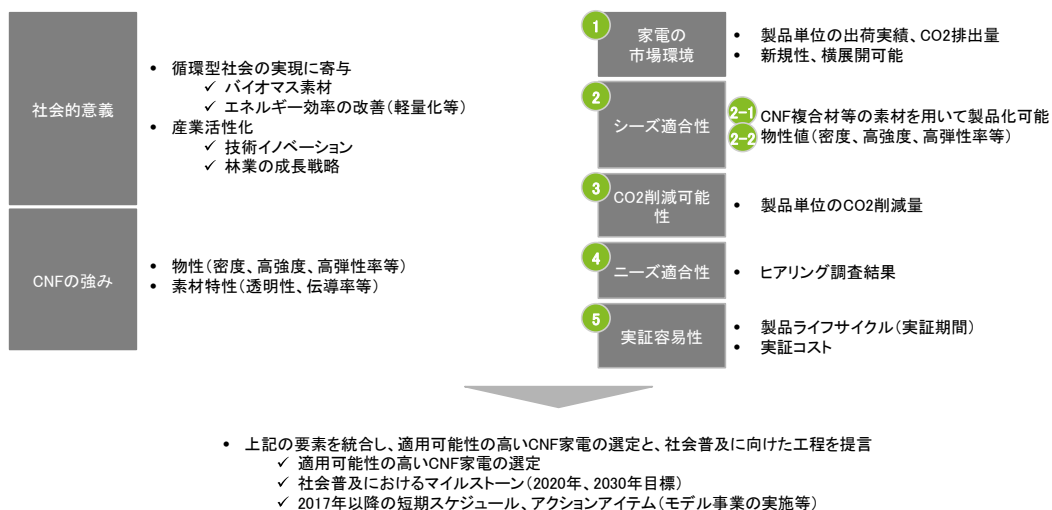 社会的意義
• 循環型社会の実現に寄与
✓ バイオマス素材
✓ エネルギー効率の改善(軽量化等)
• 産業活性化
✓ 技術イノベーション
✓ 林業の成長戦略
CNFの強み
• 物性(密度、高強度、高弾性率等)
• 素材特性(透明性、伝導率等)
1
家電の
市場環境
• 製品単位の出荷実績、CO2排出量
• 新規性、横展開可能
2
シーズ適合性
2-1 CNF複合材等の素材を用いて製品化可能
2-2 物性値(密度、高強度、高弾性率等)
3
CO2削減可能
性
• 製品単位のCO2削減量
4
ニーズ適合性
• ヒアリング調査結果
5
実証容易性
• 製品ライフサイクル(実証期間)
• 実証コスト
• 上記の要素を統合し、適用可能性の高いCNF家電の選定と、社会普及に向けた工程を提言
✓ 適用可能性の高いCNF家電の選定
✓ 社会普及におけるマイルストーン(2020年、2030年目標)
✓ 2017年以降の短期スケジュール、アクションアイテム(モデル事業の実施等)